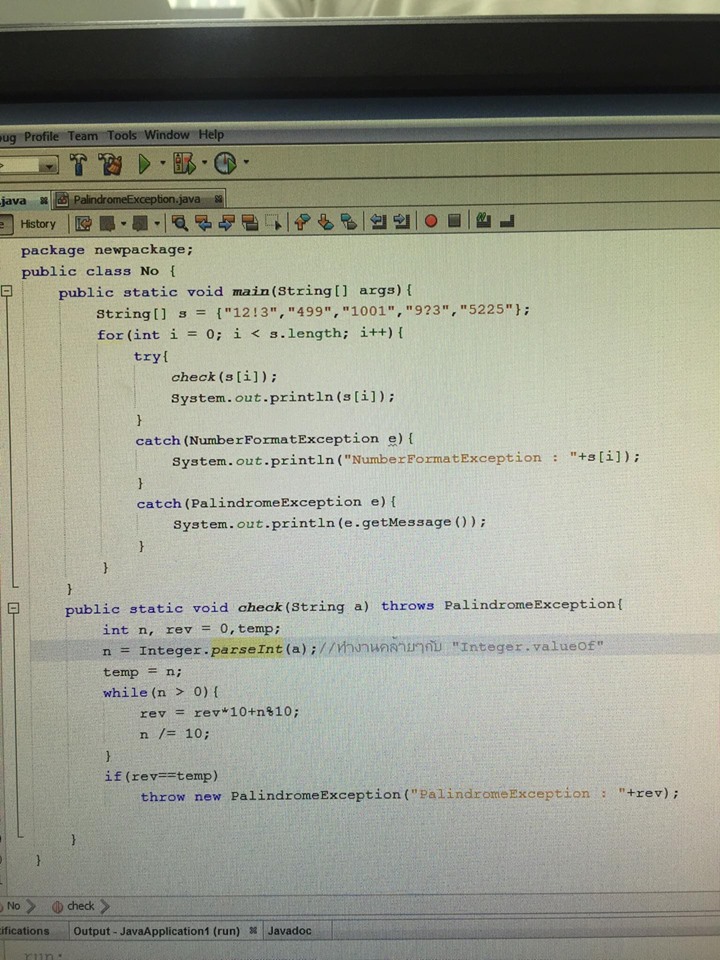 ug Profile Team Tools Window Help
.java PalindromeException.java
History
package newpackage;
public class No {
public static void main(String[] args){
String[] s = {"12!3","499","1001","9?3","5225"};
for(int i = 0; i < s.length; i++){
try{
check(s[i]);
System.out.println(s[i]);
}
catch(NumberFormatException e){
System.out.println("NumberFormatException : "+s[i]);
}
catch(PalindromeException e){
System.out.println(e.getMessage());
}
}
}
public static void check(String a) throws PalindromeException{
int n, rev = 0,temp;
n = Integer.parseInt(a);//ทำงานคล้ายๆกับ "Integer.valueOf"
temp = n;
while(n > 0){
rev = rev*10+n%10;
n /= 10;
}
if(rev==temp)
throw new PalindromeException("PalindromeException : "+rev);
}
}
No check
ifications Output - JavaApplication1 (run) Javadoc
run: